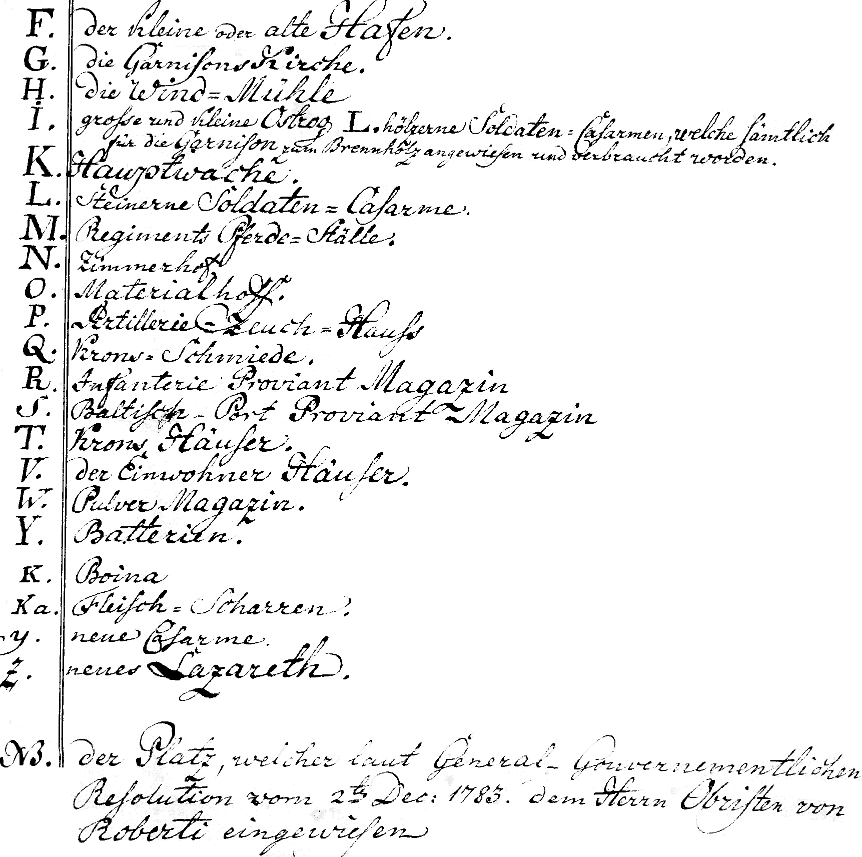 F. der kleine oder alte Hafen.
G. die Garnisons Kirche.
H. die Wind=Mühle
I. grosse und kleine Ostrog L. hölzerne Soldaten=Casarmen, welche sämtlich
für die Garnison zum Brennholz angewiesen und verbraucht worden.
K. Hauptwache.
L. Steinerne Soldaten=Casarme.
M. Regiments Pferde=Ställe.
N. Zimmerhof
O. Materialhoff.
P. Artillerie=Zeuch=Hauss
Q. Krons=Schmiede.
R. Infanterie Proviant Magazin
S. Baltisch-Port Proviant-Magazin
T. Krons Häuser.
V. der Einwohner Häuser.
W. Pulver Magazin.
Y. Batterien.
K. Boina
Ka. Fleisch=Scharren.
y. neue Casarme.
z. neues Lazareth.
NB. der Platz, welcher laut General-Gouvernementlichen
Resolution vom 2ten Dec: 1783. dem Herrn Obristen von
Roberti eingewiesen